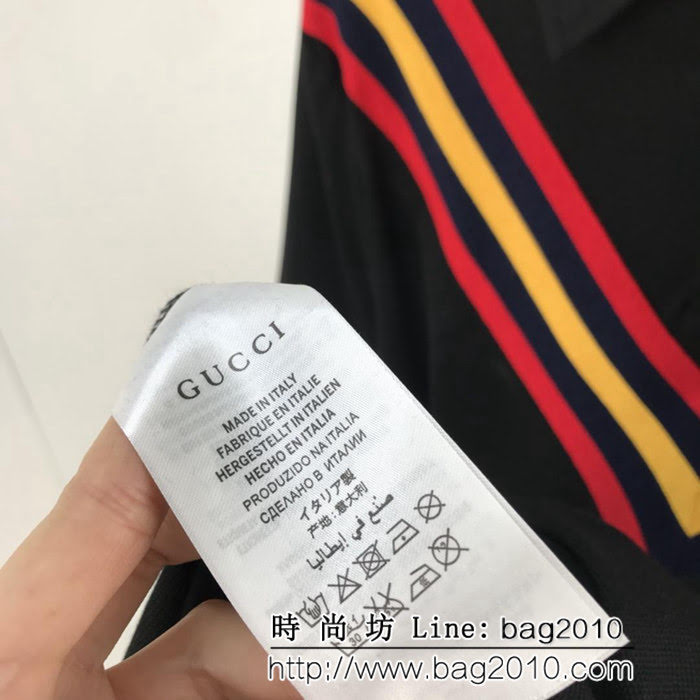 GUCCI
MADE IN ITALY
FABRIQUE EN ITALIE
HERGESTELLT IN ITALIEN
HECHO EN ITALIA
PRODUZIDO NA ITALIA
СДЕЛАНО В ИТАЛИИ
イタリア製
产地:意大利
صنع في إيطاليا
30
時尚坊 Line: bag2010
http://www.bag2010.com/